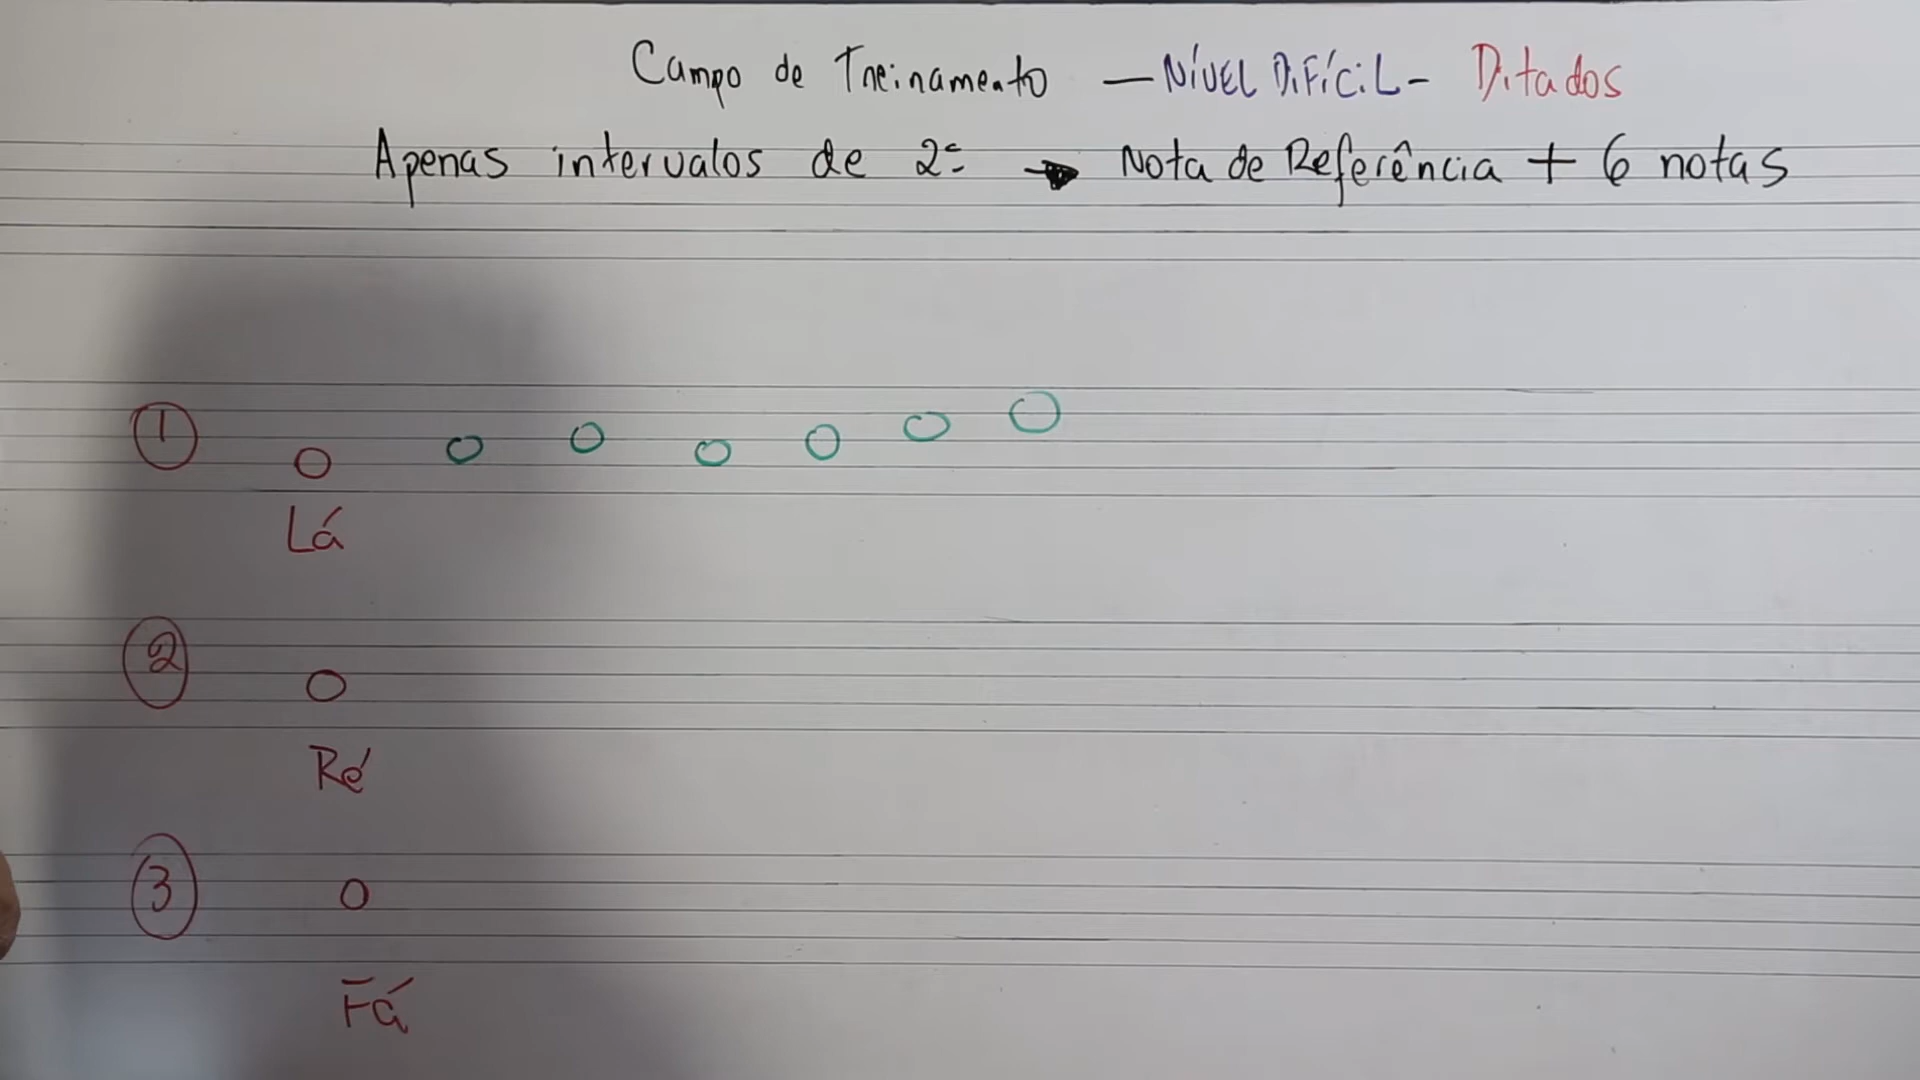 Campo de Treinamento — NÍVEL DIFÍCIL - Ditados
Apenas intervalos de 2ª → Nota de Referência + 6 notas
1
Lá
2
Ré
3
Fá